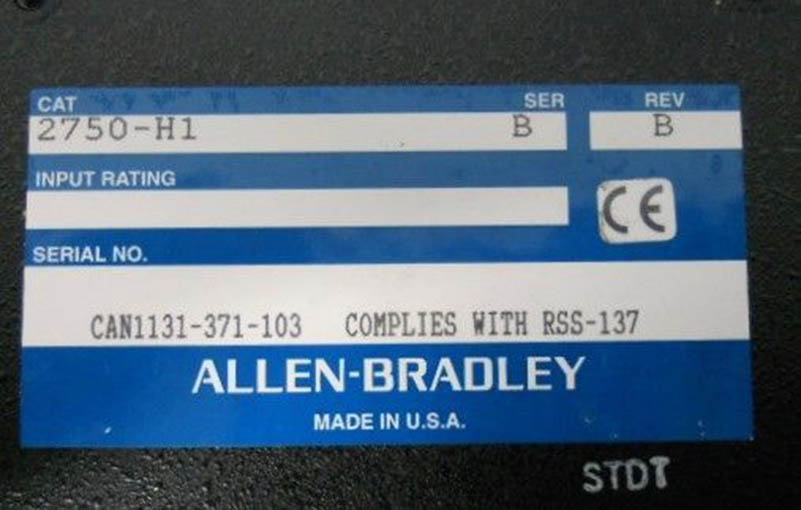 CAT SER REV
2750-H1 B B
INPUT RATING
CE
SERIAL NO.
CAN1131-371-103 COMPLIES WITH RSS-137
ALLEN-BRADLEY
MADE IN U.S.A.
STDT